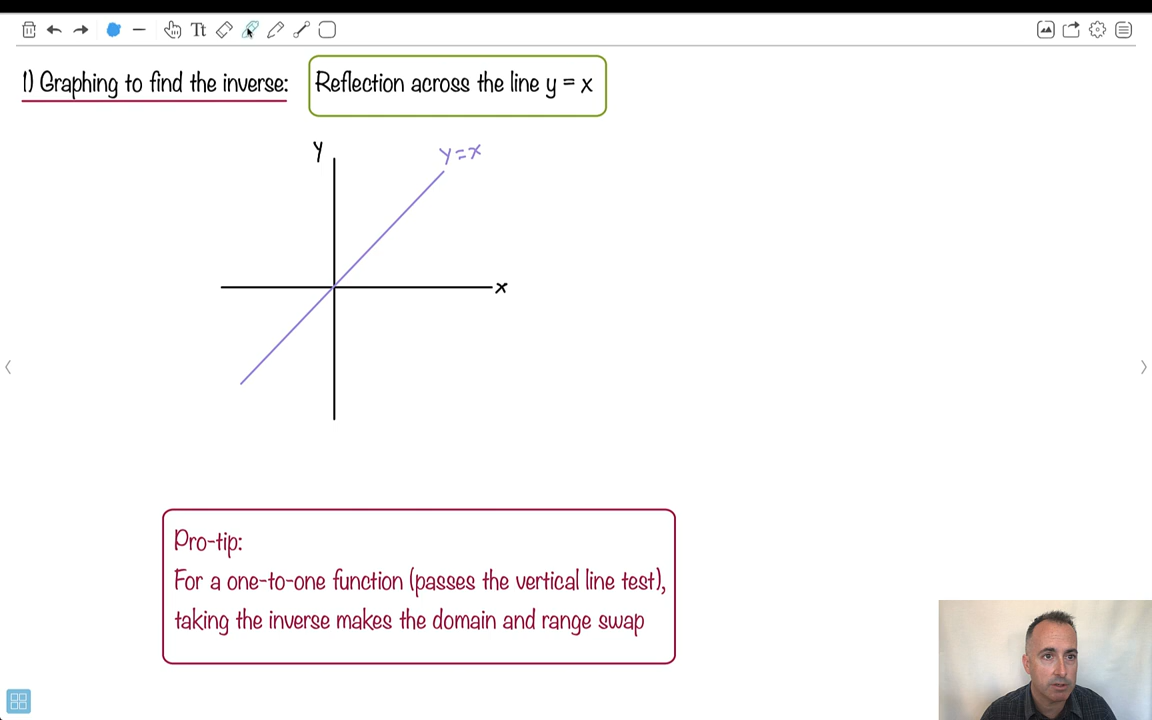 Tt
1) Graphing to find the inverse: Reflection across the line y = x
y y=x
x
Pro-tip:
For a one-to-one function (passes the vertical line test),
taking the inverse makes the domain and range swap